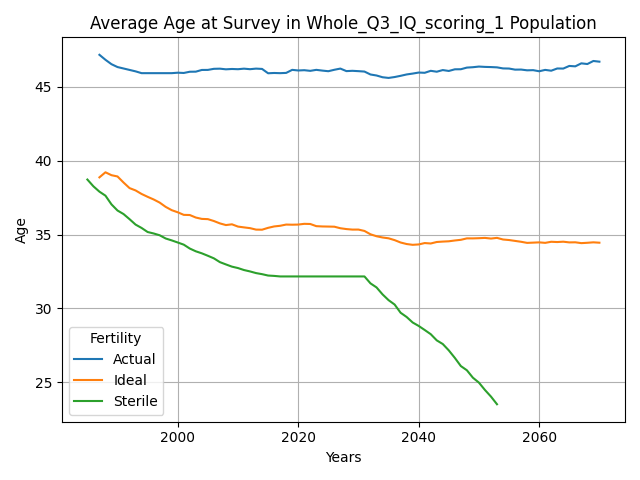 Average Age at Survey in Whole_Q3_IQ_scoring_1 Population
Age
45
40
35
30
25
Fertility
Actual
Ideal
Sterile
2000
2020
2040
2060
Years